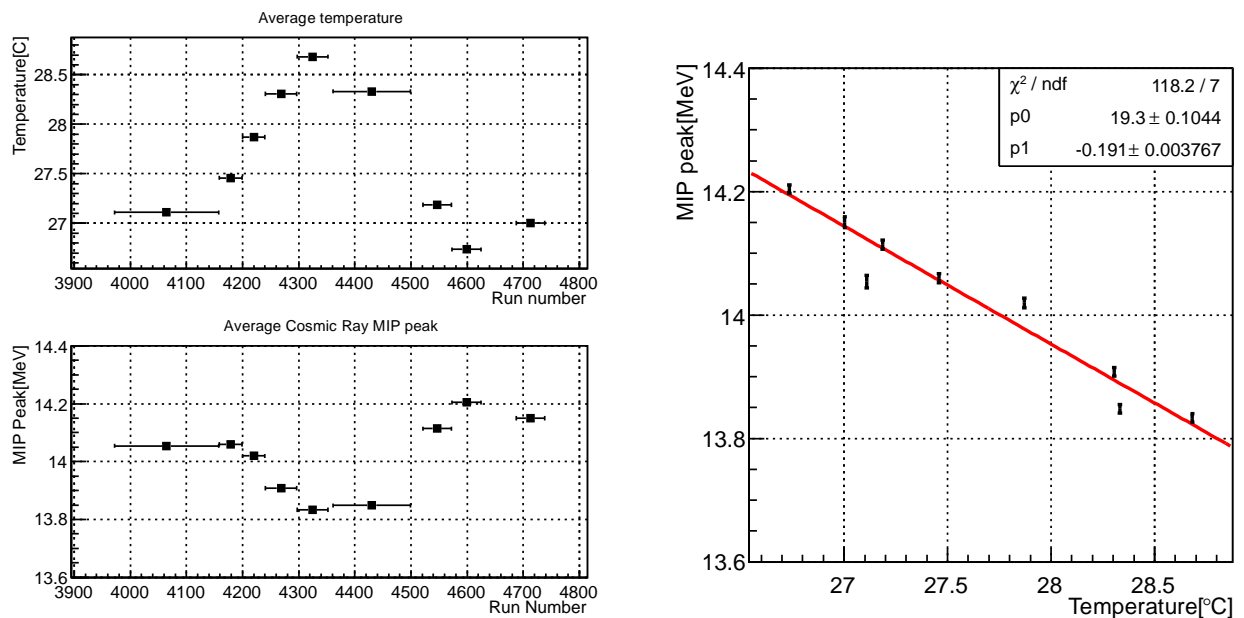 Average temperature
Temperature[C]
28.5
28
27.5
27
3900 4000 4100 4200 4300 4400 4500 4600 4700 4800
Run number
Average Cosmic Ray MIP peak
MIP Peak[MeV]
14.4
14.2
14
13.8
13.6
3900 4000 4100 4200 4300 4400 4500 4600 4700 4800
Run Number
MIP peak[MeV]
14.4
14.2
14
13.8
13.6
χ² / ndf 118.2 / 7
p0 19.3 ± 0.1044
p1 -0.191 ± 0.003767
27 27.5 28 28.5
Temperature[°C]